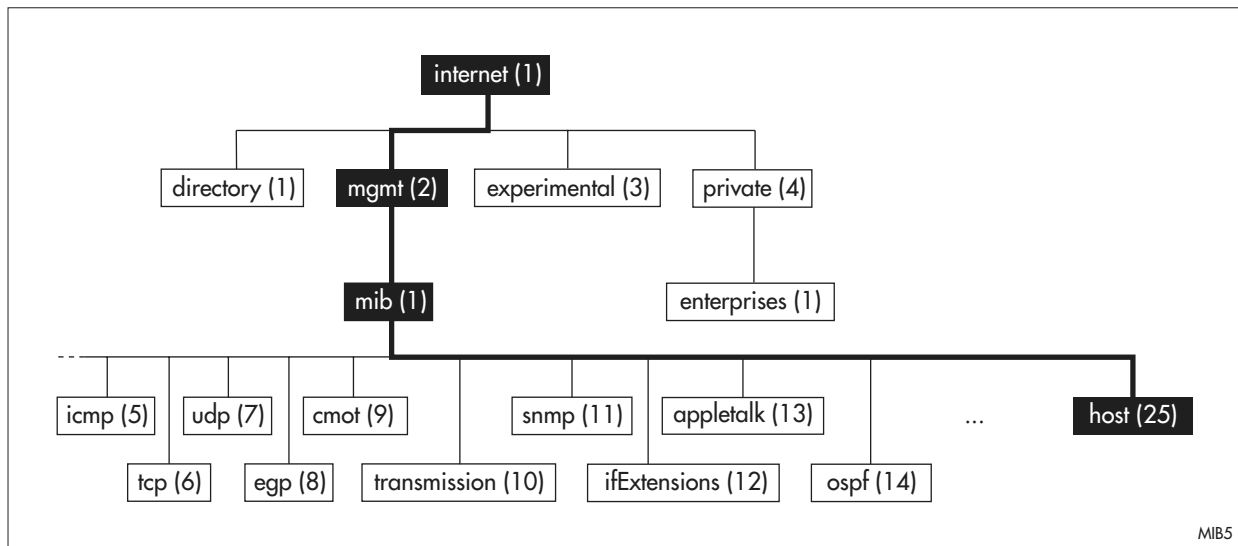 internet (1)
directory (1) mgmt (2) experimental (3) private (4)
mib (1) enterprises (1)
icmp (5) udp (7) cmot (9) snmp (11) appletalk (13) ... host (25)
tcp (6) egp (8) transmission (10) ifExtensions (12) ospf (14)
MIB5